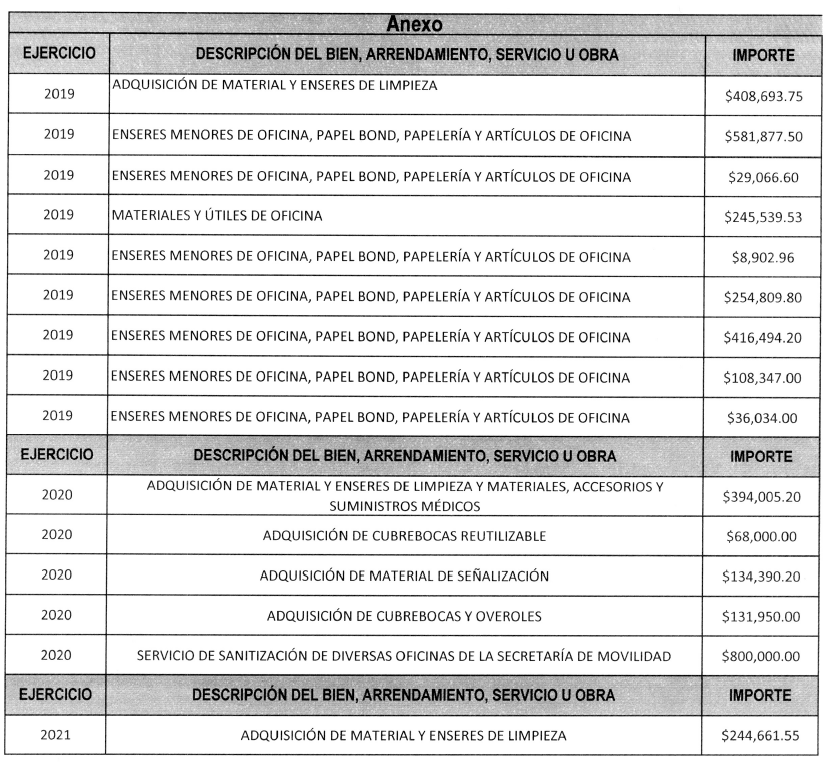 Anexo
EJERCICIO DESCRIPCIÓN DEL BIEN, ARRENDAMIENTO, SERVICIO U OBRA IMPORTE
2019 ADQUISICIÓN DE MATERIAL Y ENSERES DE LIMPIEZA $408,693.75
2019 ENSERES MENORES DE OFICINA, PAPEL BOND, PAPELERÍA Y ARTÍCULOS DE OFICINA $581,877.50
2019 ENSERES MENORES DE OFICINA, PAPEL BOND, PAPELERÍA Y ARTÍCULOS DE OFICINA $29,066.60
2019 MATERIALES Y ÚTILES DE OFICINA $245,539.53
2019 ENSERES MENORES DE OFICINA, PAPEL BOND, PAPELERÍA Y ARTÍCULOS DE OFICINA $8,902.96
2019 ENSERES MENORES DE OFICINA, PAPEL BOND, PAPELERÍA Y ARTÍCULOS DE OFICINA $254,809.80
2019 ENSERES MENORES DE OFICINA, PAPEL BOND, PAPELERÍA Y ARTÍCULOS DE OFICINA $416,494.20
2019 ENSERES MENORES DE OFICINA, PAPEL BOND, PAPELERÍA Y ARTÍCULOS DE OFICINA $108,347.00
2019 ENSERES MENORES DE OFICINA, PAPEL BOND, PAPELERÍA Y ARTÍCULOS DE OFICINA $36,034.00
EJERCICIO DESCRIPCIÓN DEL BIEN, ARRENDAMIENTO, SERVICIO U OBRA IMPORTE
2020 ADQUISICIÓN DE MATERIAL Y ENSERES DE LIMPIEZA Y MATERIALES, ACCESORIOS Y
SUMINISTROS MÉDICOS $394,005.20
2020 ADQUISICIÓN DE CUBREBOCAS REUTILIZABLE $68,000.00
2020 ADQUISICIÓN DE MATERIAL DE SEÑALIZACIÓN $134,390.20
2020 ADQUISICIÓN DE CUBREBOCAS Y OVEROLES $131,950.00
2020 SERVICIO DE SANITIZACIÓN DE DIVERSAS OFICINAS DE LA SECRETARÍA DE MOVILIDAD $800,000.00
EJERCICIO DESCRIPCIÓN DEL BIEN, ARRENDAMIENTO, SERVICIO U OBRA IMPORTE
2021 ADQUISICIÓN DE MATERIAL Y ENSERES DE LIMPIEZA $244,661.55